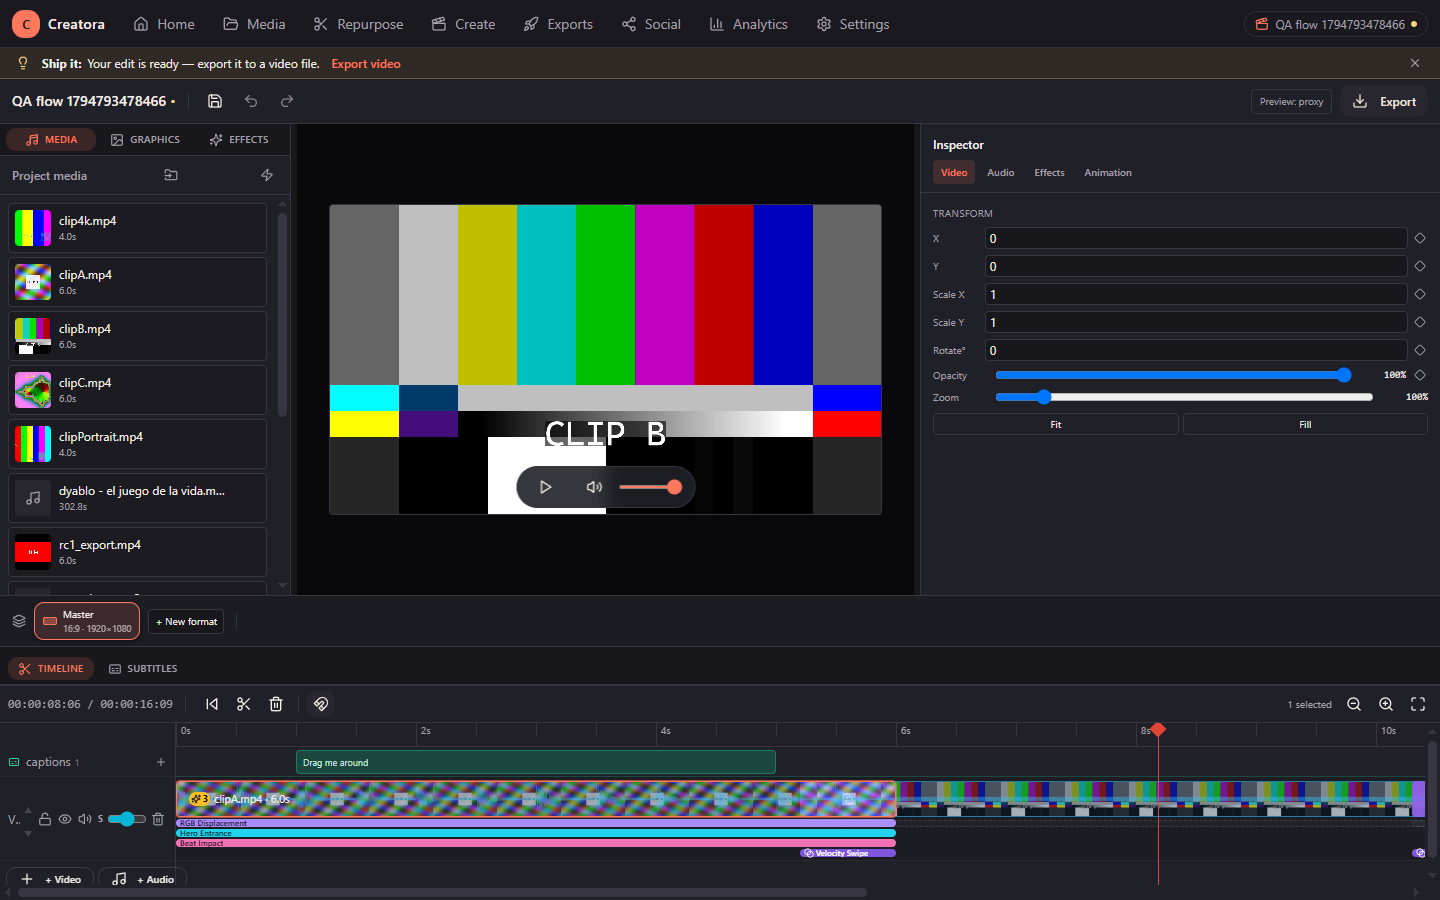 C Creatora Home Media Repurpose Create Exports Social Analytics Settings QA flow 1794793478466
Ship it: Your edit is ready — export it to a video file. Export video
QA flow 1794793478466 Preview: proxy Export
MEDIA GRAPHICS EFFECTS
Project media
clip4k.mp4
4.0s
clipA.mp4
6.0s
clipB.mp4
6.0s
clipC.mp4
6.0s
clipPortrait.mp4
4.0s
dyablo - el juego de la vida.m...
302.8s
rc1_export.mp4
6.0s
CLIP B
Inspector
Video Audio Effects Animation
TRANSFORM
X 0
Y 0
Scale X 1
Scale Y 1
Rotate° 0
Opacity 100%
Zoom 100%
Fit Fill
Master
16:9 · 1920×1080
+ New format
TIMELINE SUBTITLES
00:00:08:06 / 00:00:16:09 1 selected
0s 2s 4s 6s 8s 10s
captions 1 +
Drag me around
3 clipA.mp4 · 6.0s
V.. S
RGB Displacement
Hero Entrance
Beat Impact
Velocity Swipe
+ Video + Audio